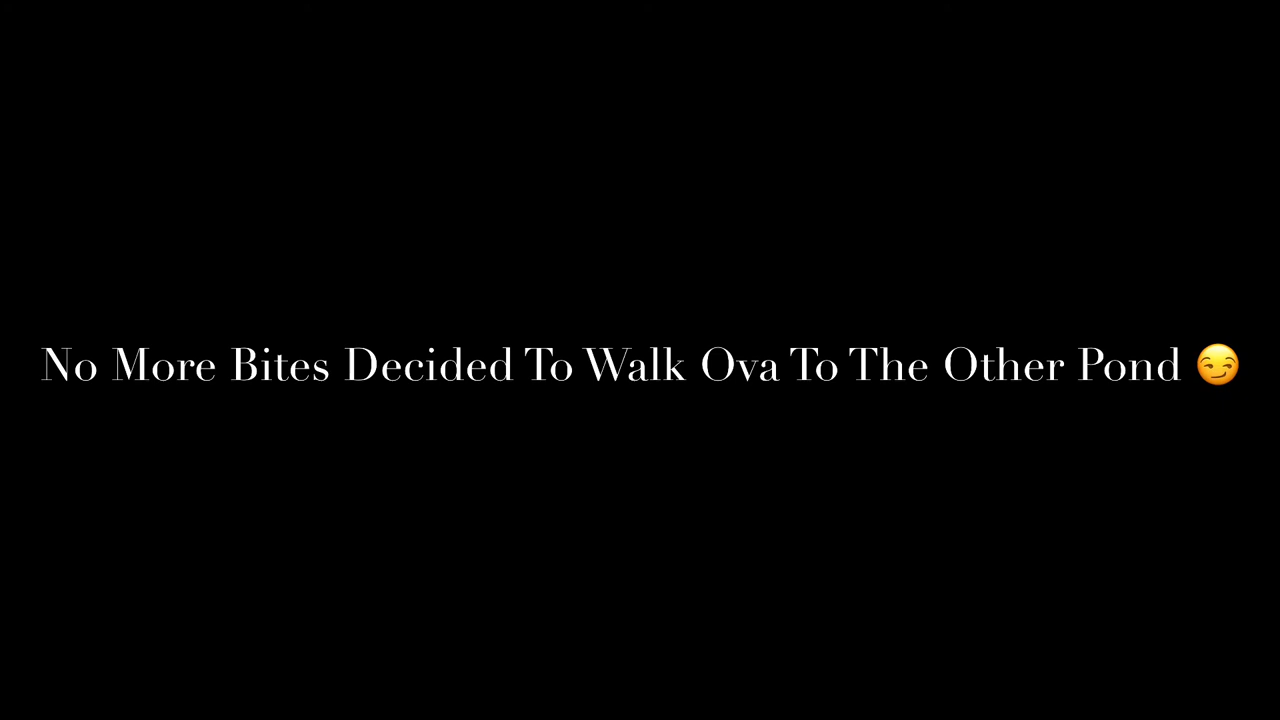 No More Bites Decided To Walk Ova To The Other Pond 😏